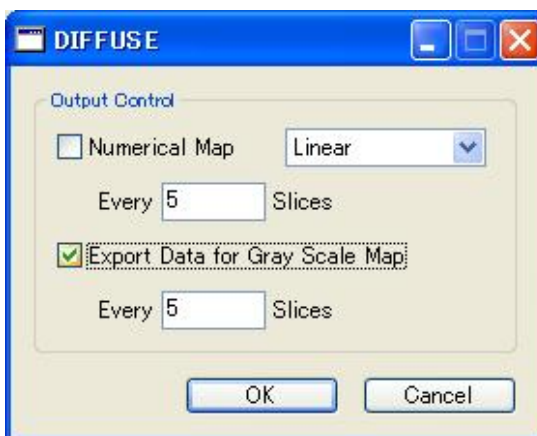 DIFFUSE
Output Control
Numerical Map Linear
Every 5 Slices
Export Data for Gray Scale Map
Every 5 Slices
OK Cancel